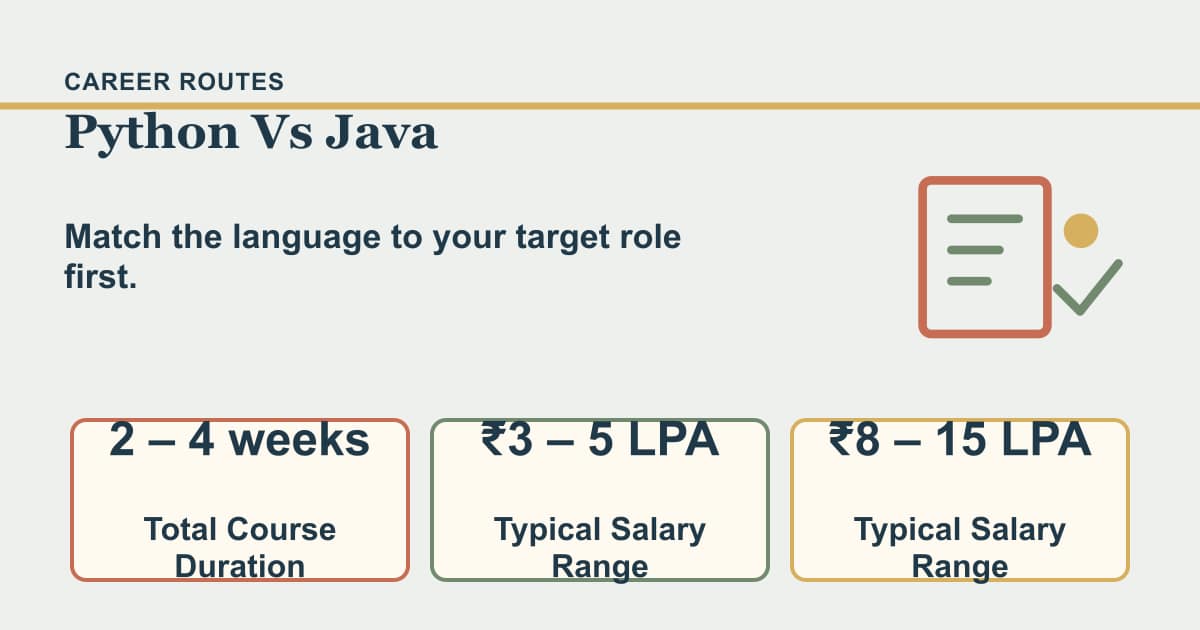 CAREER ROUTES
Python Vs Java
Match the language to your target role
first.
2 – 4 weeks
Total Course
Duration
₹3 – 5 LPA
Typical Salary
Range
₹8 – 15 LPA
Typical Salary
Range